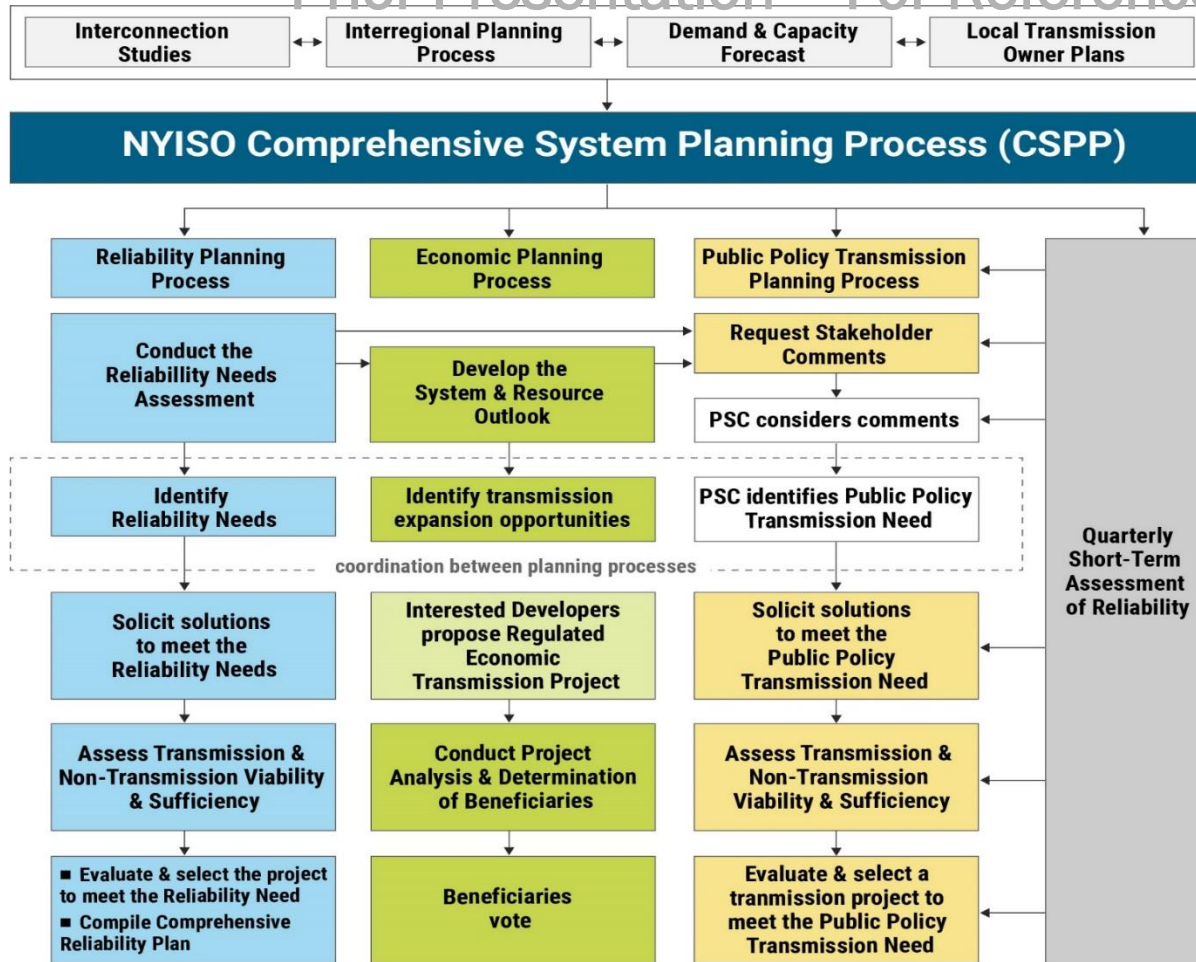 Prior Presentation – For Reference
Interconnection
Studies
Interregional Planning
Process
Demand & Capacity
Forecast
Local Transmission
Owner Plans
NYISO Comprehensive System Planning Process (CSPP)
Reliability Planning
Process
Economic Planning
Process
Public Policy Transmission
Planning Process
Conduct the
Reliabillity Needs
Assessment
Develop the
System & Resource
Outlook
Request Stakeholder
Comments
PSC considers comments
Identify
Reliability Needs
Identify transmission
expansion opportunities
PSC identifies Public Policy
Transmission Need
coordination between planning processes
Quarterly
Short-Term
Assessment
of Reliability
Solicit solutions
to meet the
Reliability Needs
Interested Developers
propose Regulated
Economic
Transmission Project
Solicit solutions
to meet the
Public Policy
Transmission Need
Assess Transmission &
Non-Transmission Viability
& Sufficiency
Conduct Project
Analysis & Determination
of Beneficiaries
Assess Transmission &
Non-Transmission
Viability & Sufficiency
■ Evaluate & select the project
to meet the Reliability Need
■ Compile Comprehensive
Reliability Plan
Beneficiaries
vote
Evaluate & select a
tranmission project to
meet the Public Policy
Transmission Need